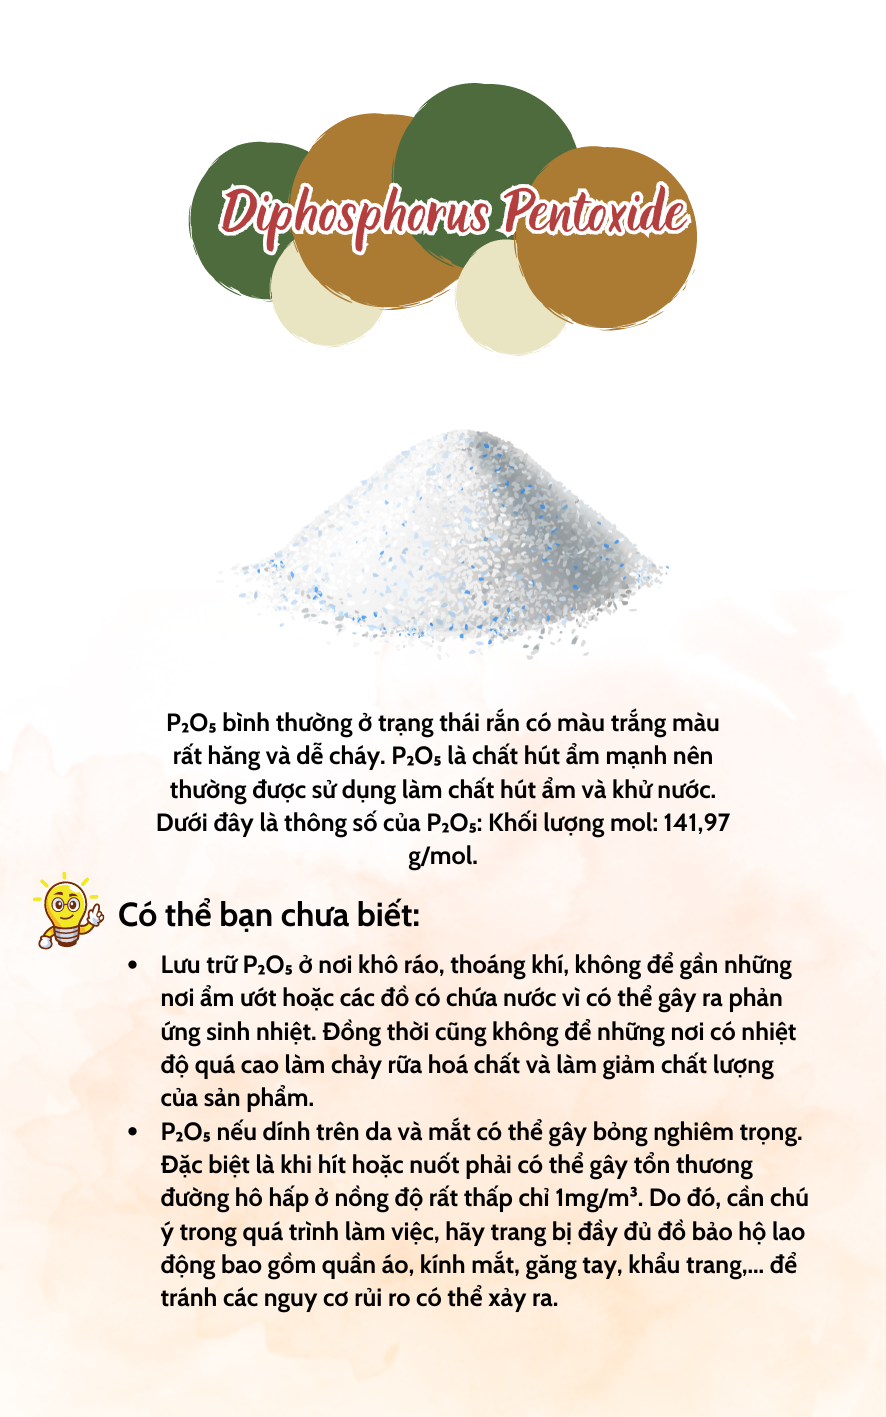 Diphosphorus Pentoxide
P₂O₅ bình thường ở trạng thái rắn có màu trắng màu
rất hăng và dễ cháy. P₂O₅ là chất hút ẩm mạnh nên
thường được sử dụng làm chất hút ẩm và khử nước.
Dưới đây là thông số của P₂O₅: Khối lượng mol: 141,97
g/mol.
Có thể bạn chưa biết:
• Lưu trữ P₂O₅ ở nơi khô ráo, thoáng khí, không để gần những
nơi ẩm ướt hoặc các đồ có chứa nước vì có thể gây ra phản
ứng sinh nhiệt. Đồng thời cũng không để những nơi có nhiệt
độ quá cao làm chảy rữa hoá chất và làm giảm chất lượng
của sản phẩm.
• P₂O₅ nếu dính trên da và mắt có thể gây bỏng nghiêm trọng.
Đặc biệt là khi hít hoặc nuốt phải có thể gây tổn thương
đường hô hấp ở nồng độ rất thấp chỉ 1mg/m³. Do đó, cần chú
ý trong quá trình làm việc, hãy trang bị đầy đủ đồ bảo hộ lao
động bao gồm quần áo, kính mắt, găng tay, khẩu trang,... để
tránh các nguy cơ rủi ro có thể xảy ra.